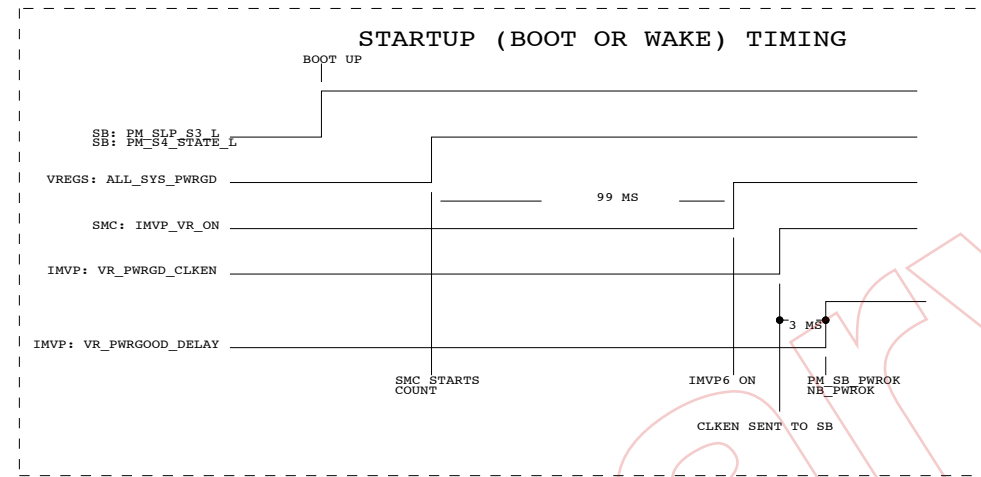 STARTUP (BOOT OR WAKE) TIMING
BOOT UP
SB: PM_SLP_S3_L
SB: PM_S4_STATE_L
VREGS: ALL_SYS_PWRGD
99 MS
SMC: IMVP_VR_ON
IMVP: VR_PWRGD_CLKEN
3 MS
IMVP: VR_PWRGOOD_DELAY
SMC STARTS
COUNT
IMVP6 ON
PM_SB_PWROK
NB_PWROK
CLKEN SENT TO SB